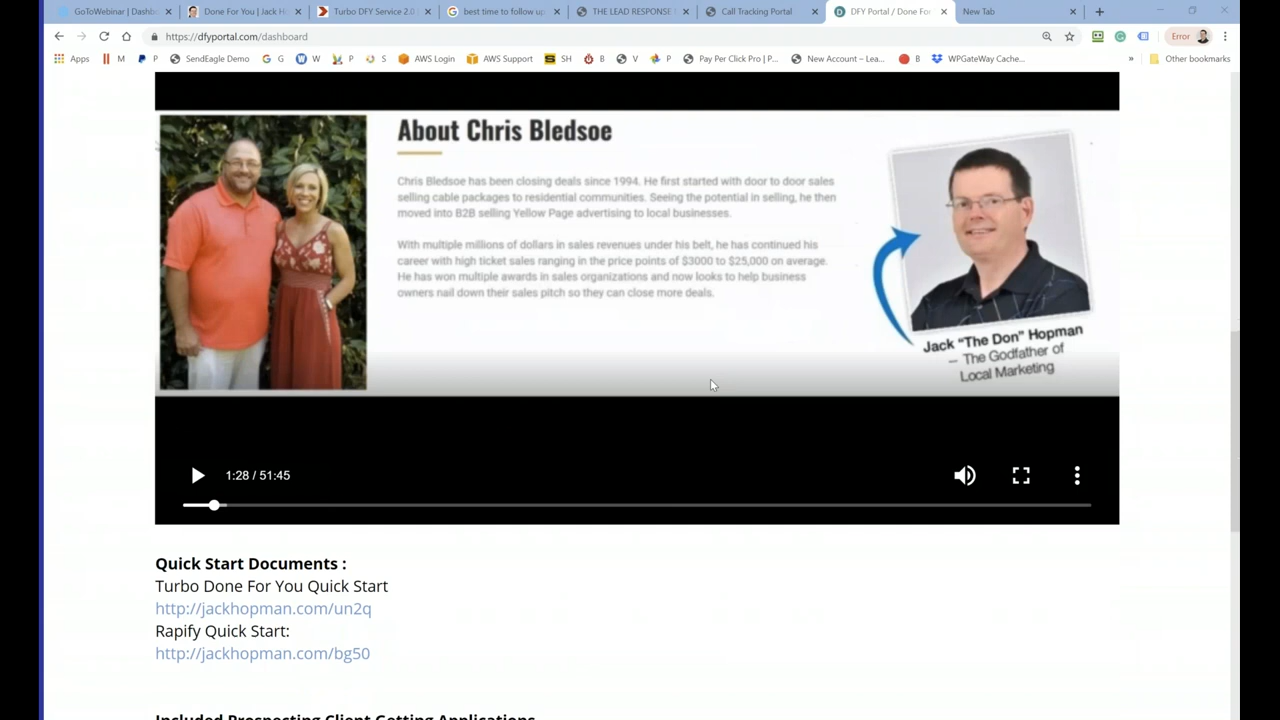 GoToWebinar | Dashbo
Done For You | Jack Ho
Turbo DFY Service 2.0
best time to follow up
THE LEAD RESPONSE
Call Tracking Portal
DFY Portal / Done For
New Tab
https://dfyportal.com/dashboard
Error
Apps
M
P
SendEagle Demo
G
W
P
S
AWS Login
AWS Support
SH
B
V
P
Pay Per Click Pro | P...
New Account – Lea...
B
WPGateWay Cache...
»
Other bookmarks
About Chris Bledsoe
Chris Bledsoe has been closing deals since 1994. He first started with door to door sales
selling cable packages to residential communities. Seeing the potential in selling, he then
moved into B2B selling Yellow Page advertising to local businesses.
With multiple millions of dollars in sales revenues under his belt, he has continued his
career with high ticket sales ranging in the price points of $3000 to $25,000 on average.
He has won multiple awards in sales organizations and now looks to help business
owners nail down their sales pitch so they can close more deals.
Jack “The Don” Hopman
– The Godfather of
Local Marketing
1:28 / 51:45
Quick Start Documents :
Turbo Done For You Quick Start
http://jackhopman.com/un2q
Rapify Quick Start:
http://jackhopman.com/bg50
Included Prospecting Client Getting Applications